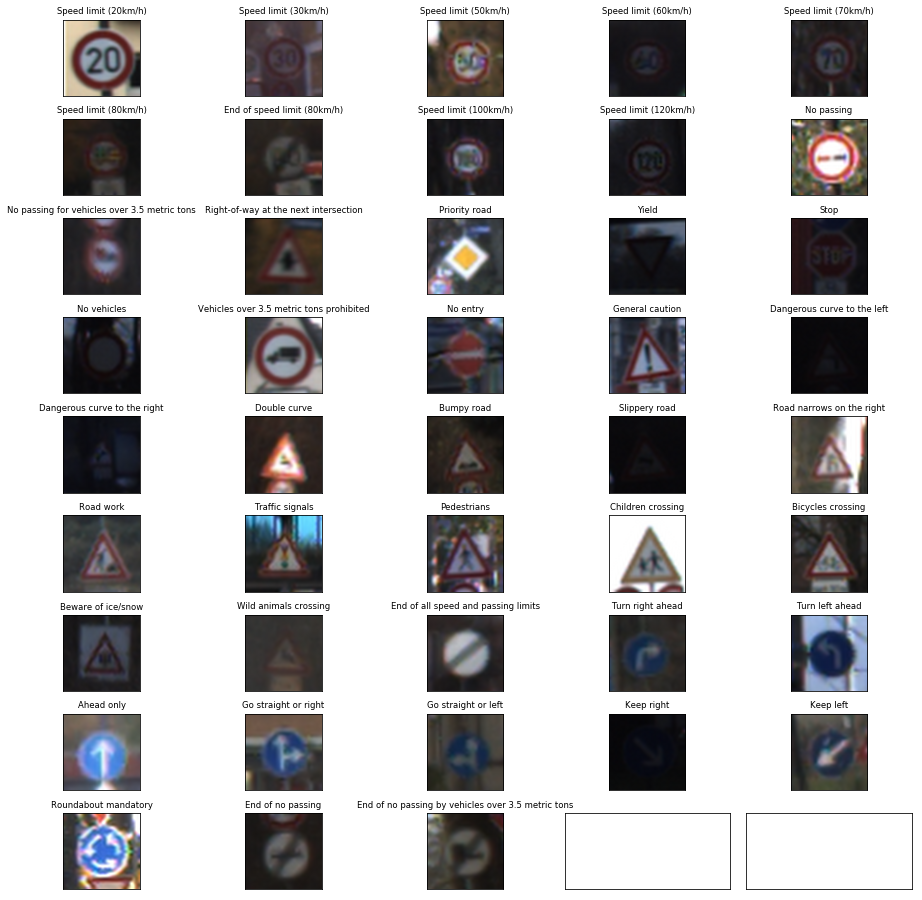 Speed limit (20km/h) Speed limit (30km/h) Speed limit (50km/h) Speed limit (60km/h) Speed limit (70km/h)
20 30 50 60 70
Speed limit (80km/h) End of speed limit (80km/h) Speed limit (100km/h) Speed limit (120km/h) No passing
100 120
No passing for vehicles over 3.5 metric tons Right-of-way at the next intersection Priority road Yield Stop
STOP
No vehicles Vehicles over 3.5 metric tons prohibited No entry General caution Dangerous curve to the left
Dangerous curve to the right Double curve Bumpy road Slippery road Road narrows on the right
Road work Traffic signals Pedestrians Children crossing Bicycles crossing
Beware of ice/snow Wild animals crossing End of all speed and passing limits Turn right ahead Turn left ahead
Ahead only Go straight or right Go straight or left Keep right Keep left
Roundabout mandatory End of no passing End of no passing by vehicles over 3.5 metric tons